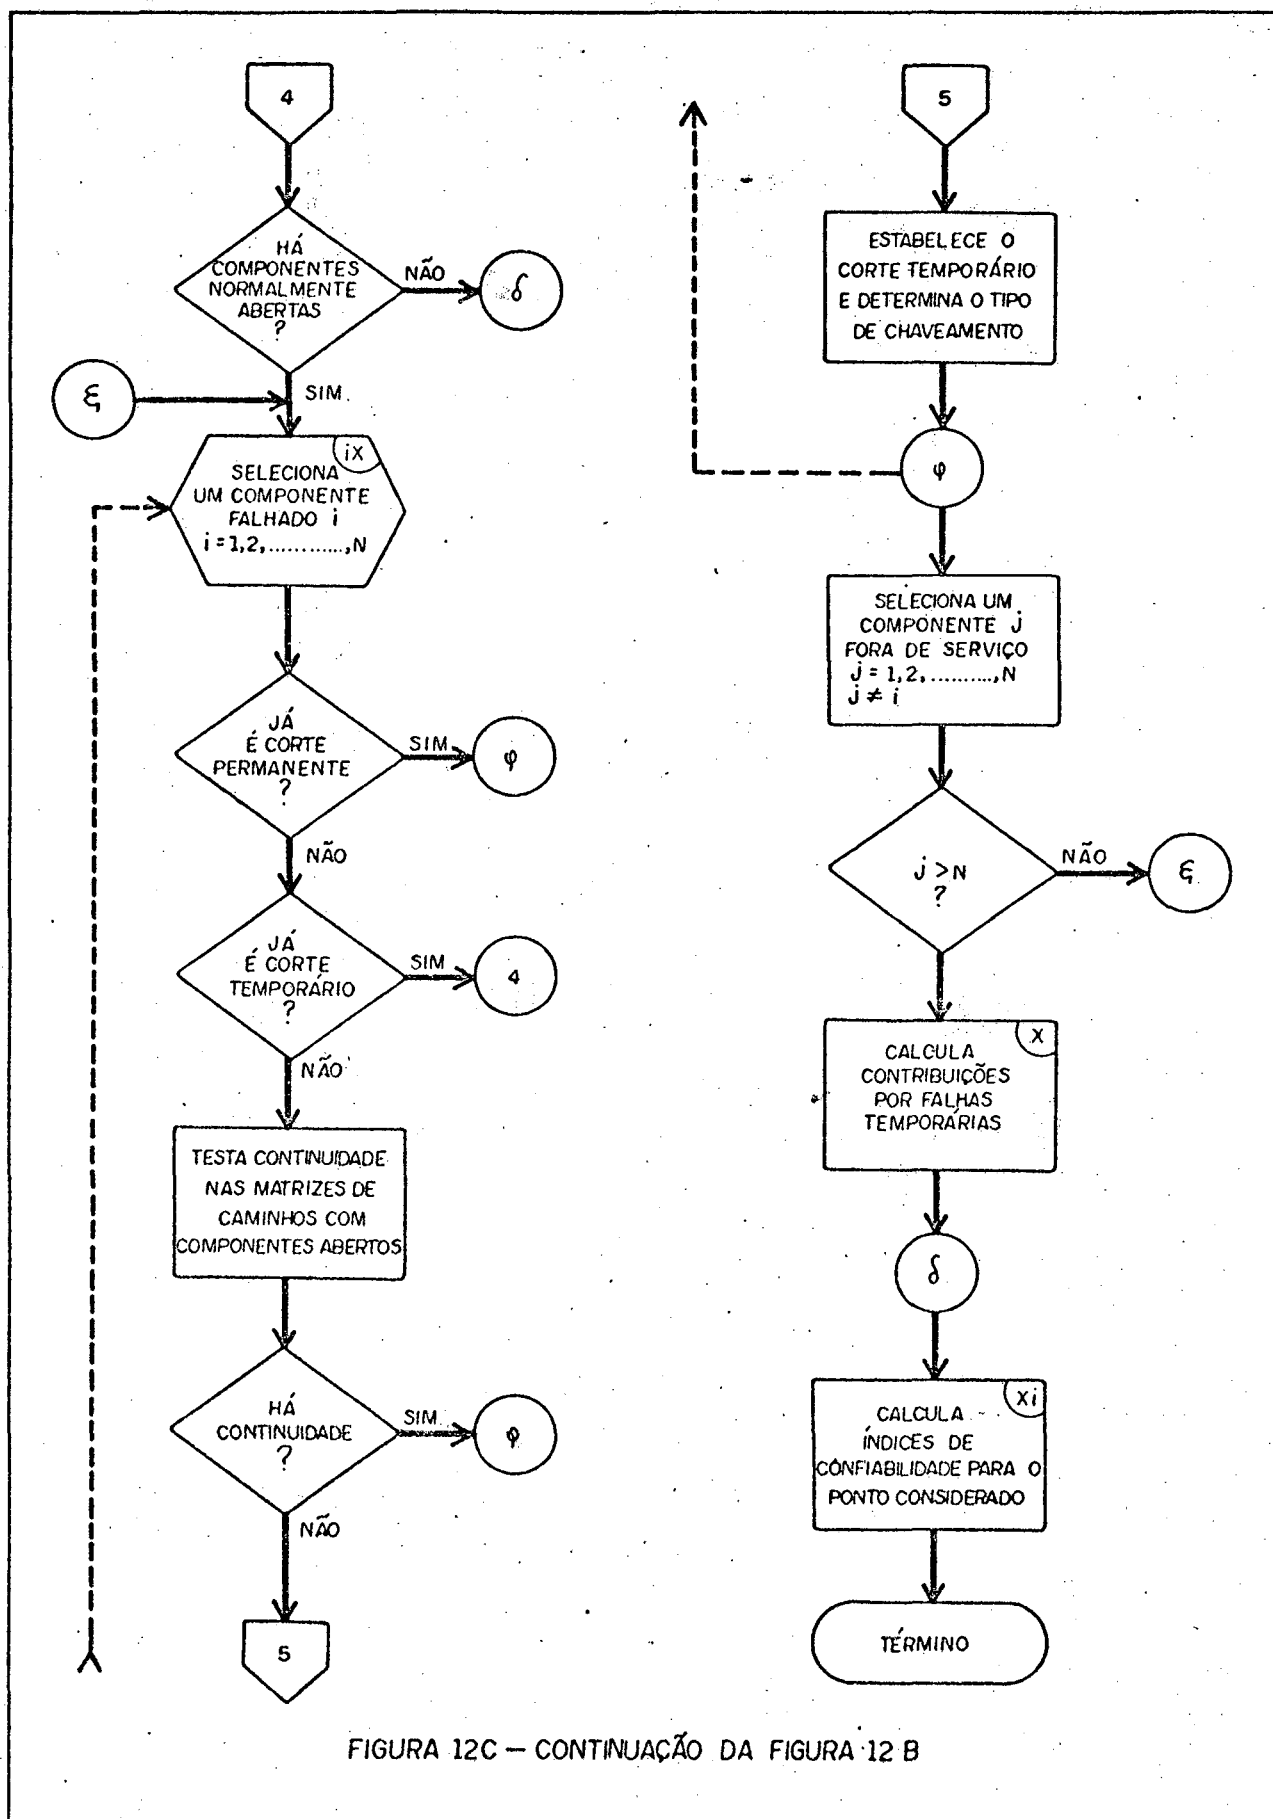 4
HÁ
COMPONENTES
NORMALMENTE
ABERTAS
?
NÃO
δ
SIM.
ξ
ix
SELECIONA
UM COMPONENTE
FALHADO i
i = 1,2,............,N
JÁ
É CORTE
PERMANENTE
?
SIM
φ
NÃO
JÁ
É CORTE
TEMPORÁRIO
?
SIM
4
NÃO
TESTA CONTINUIDADE
NAS MATRIZES DE
CAMINHOS COM
COMPONENTES ABERTOS
HÁ
CONTINUIDADE
?
SIM.
φ
NÃO
5
5
ESTABELECE O
CORTE TEMPORÁRIO
E DETERMINA O TIPO
DE CHAVEAMENTO
φ
SELECIONA UM
COMPONENTE j
FORA DE SERVIÇO
j = 1,2,..........,N
j ≠ i
j > N
?
NÃO
ξ
X
CALCULA
CONTRIBUIÇÕES
POR FALHAS
TEMPORÁRIAS
δ
Xi
CALCULA
ÍNDICES DE
CONFIABILIDADE PARA O
PONTO CONSIDERADO
TÉRMINO
FIGURA 12C — CONTINUAÇÃO DA FIGURA 12 B